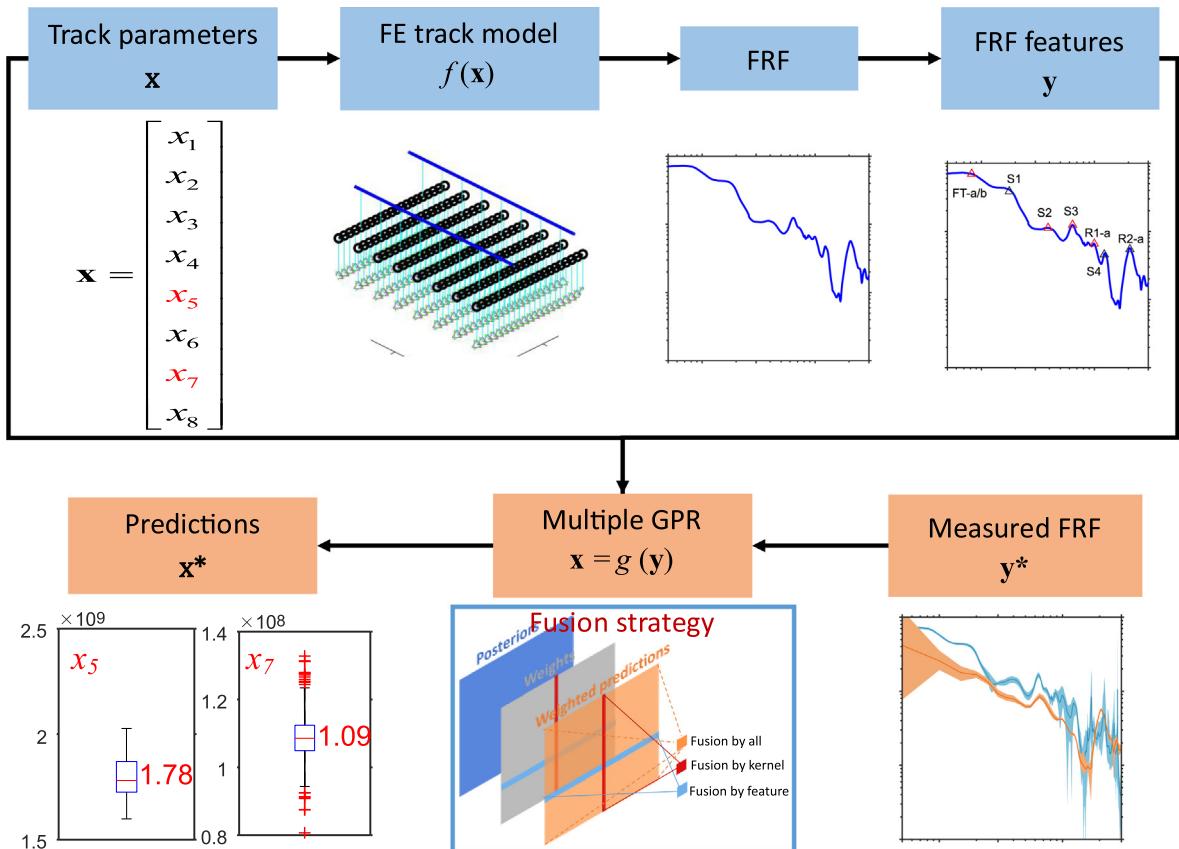 Track parameters
x
FE track model
f (x)
FRF
FRF features
y
x = [x1 x2 x3 x4 x5 x6 x7 x8]
FT-a/b
S1
S2
S3
R1-a
S4
R2-a
Predictions
x*
Multiple GPR
x = g (y)
Measured FRF
y*
×10⁹
2.5
2
1.5
x5
1.78
×10⁸
1.4
1.2
1
0.8
x7
1.09
Fusion strategy
Posteriors
Weights
Weighted predictions
Fusion by all
Fusion by kernel
Fusion by feature